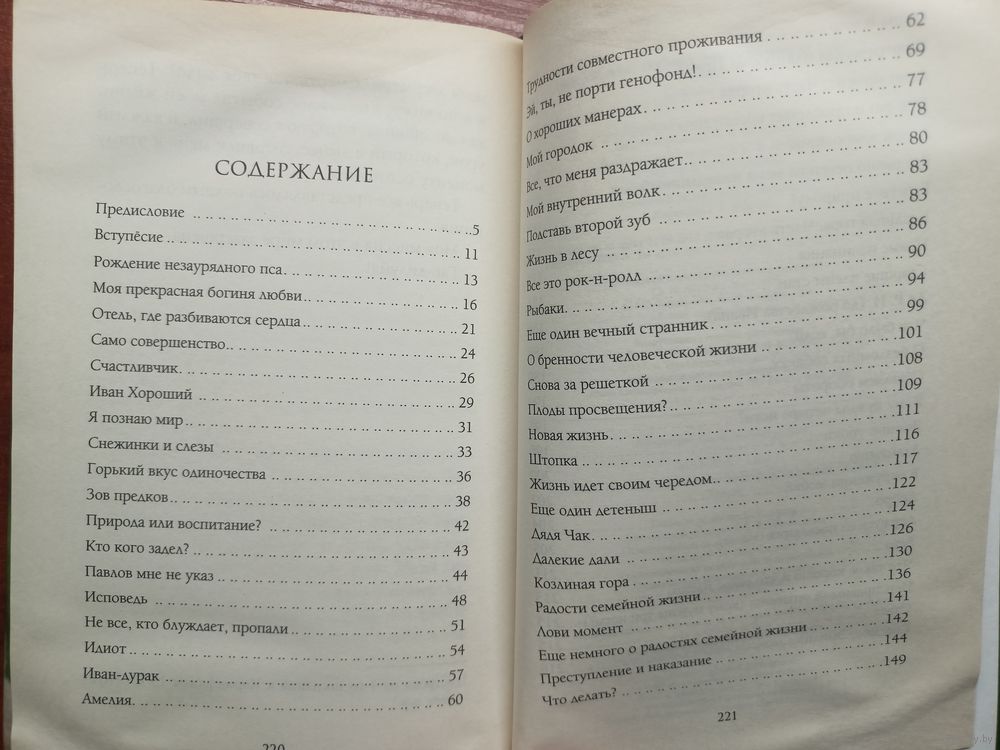 СОДЕРЖАНИЕ
Предисловие .. .. .. .. .. .. .. .. .. .. 5
Вступёсие .. .. .. .. .. .. .. .. .. .. 11
Рождение незаурядного пса. .. .. .. .. .. .. 13
Моя прекрасная богиня любви .. .. .. .. .. .. 16
Отель, где разбиваются сердца .. .. .. .. .. .. 21
Само совершенство. .. .. .. .. .. .. .. .. 24
Счастливчик. .. .. .. .. .. .. .. .. .. 26
Иван Хороший .. .. .. .. .. .. .. .. .. 29
Я познаю мир .. .. .. .. .. .. .. .. .. 31
Снежинки и слезы .. .. .. .. .. .. .. .. 33
Горький вкус одиночества .. .. .. .. .. .. .. 36
Зов предков .. .. .. .. .. .. .. .. .. 38
Природа или воспитание? .. .. .. .. .. .. .. 42
Кто кого задел? .. .. .. .. .. .. .. .. 43
Павлов мне не указ .. .. .. .. .. .. .. .. 44
Исповедь .. .. .. .. .. .. .. .. .. .. 48
Не все, кто блуждает, пропали .. .. .. .. .. .. 51
Идиот .. .. .. .. .. .. .. .. .. .. 54
Иван-дурак .. .. .. .. .. .. .. .. .. 57
Амелия. .. .. .. .. .. .. .. .. .. .. 60
220
Трудности совместного проживания .. .. .. .. .. 62
Эй, ты, не порти генофонд!. .. .. .. .. .. .. 69
О хороших манерах. .. .. .. .. .. .. .. .. 77
Мой городок .. .. .. .. .. .. .. .. .. 78
Все, что меня раздражает. .. .. .. .. .. .. .. 80
Мой внутренний волк. .. .. .. .. .. .. .. .. 83
Подставь второй зуб .. .. .. .. .. .. .. .. 83
Жизнь в лесу .. .. .. .. .. .. .. .. .. 86
Все это рок-н-ролл .. .. .. .. .. .. .. .. 90
Рыбаки. .. .. .. .. .. .. .. .. .. .. 94
Еще один вечный странник .. .. .. .. .. .. .. 99
О бренности человеческой жизни .. .. .. .. .. 101
Снова за решеткой .. .. .. .. .. .. .. .. 108
Плоды просвещения? .. .. .. .. .. .. .. .. 109
Новая жизнь. .. .. .. .. .. .. .. .. .. 111
Штопка .. .. .. .. .. .. .. .. .. .. 116
Жизнь идет своим чередом. .. .. .. .. .. .. 117
Еще один детеныш .. .. .. .. .. .. .. .. 122
Дядя Чак. .. .. .. .. .. .. .. .. .. .. 124
Далекие дали .. .. .. .. .. .. .. .. .. 126
Козлиная гора .. .. .. .. .. .. .. .. .. 130
Радости семейной жизни .. .. .. .. .. .. .. 136
Лови момент .. .. .. .. .. .. .. .. .. 141
Еще немного о радостях семейной жизни .. .. .. .. 142
Преступление и наказание .. .. .. .. .. .. .. 144
Что делать? .. .. .. .. .. .. .. .. .. 149
221